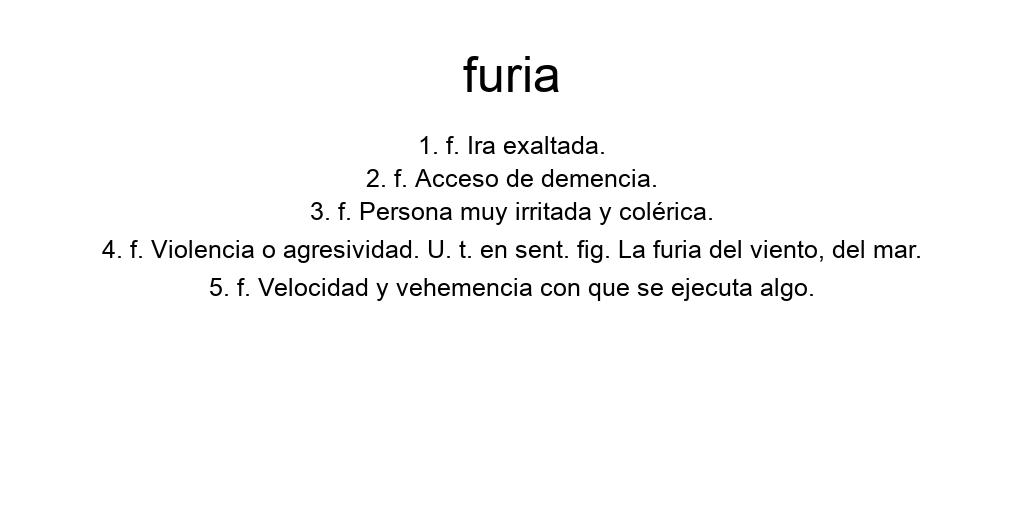 furia
1. f. Ira exaltada.
2. f. Acceso de demencia.
3. f. Persona muy irritada y colérica.
4. f. Violencia o agresividad. U. t. en sent. fig. La furia del viento, del mar.
5. f. Velocidad y vehemencia con que se ejecuta algo.